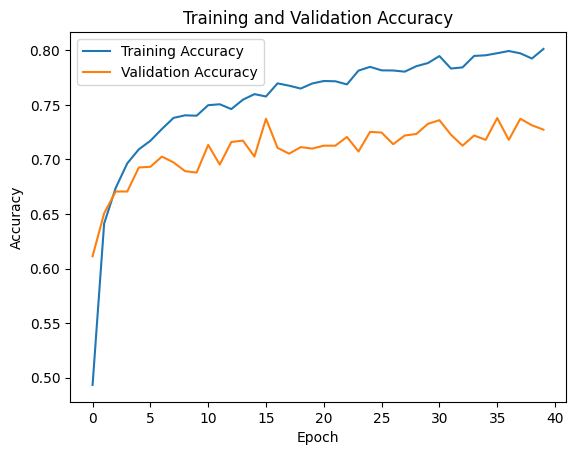 Training and Validation Accuracy
Training Accuracy
Validation Accuracy
0.80
0.75
0.70
0.65
0.60
0.55
0.50
Accuracy
0 5 10 15 20 25 30 35 40
Epoch